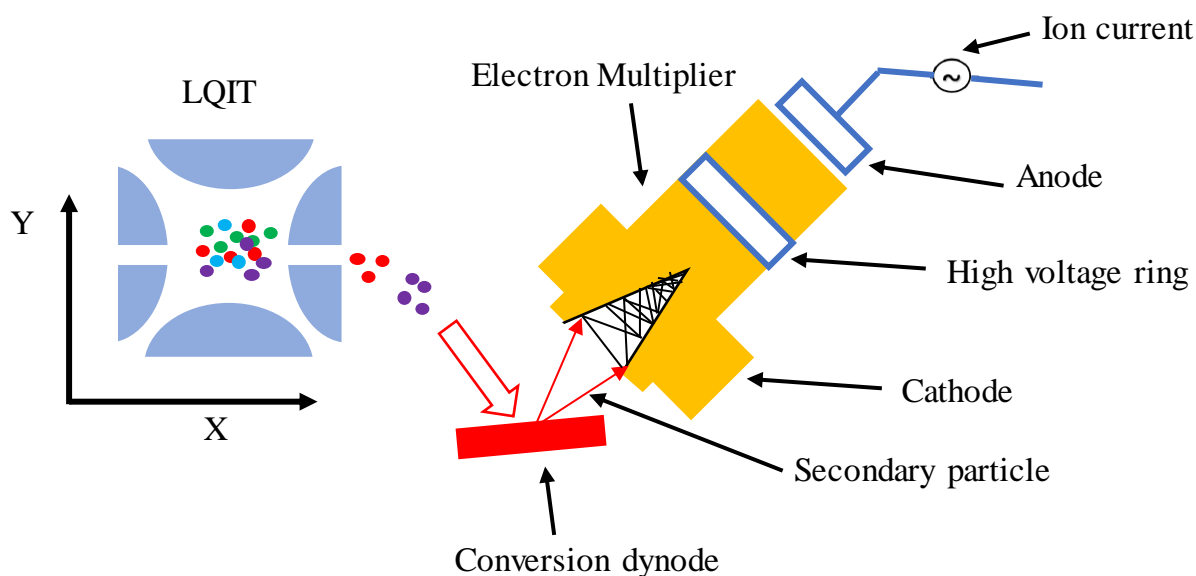 Ion current
Electron Multiplier
LQIT
~
Anode
Y
High voltage ring
Cathode
X
Secondary particle
Conversion dynode